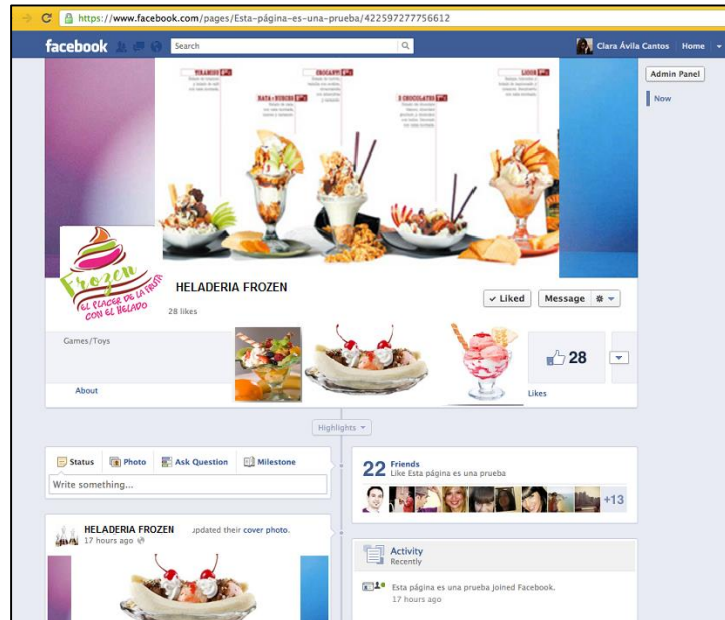 https://www.facebook.com/pages/Esta-página-es-una-prueba/422597277756612
facebook
Search
Clara Ávila Cantos Home
Admin Panel
Now
TIRAMISU
CROCANTI
LIGHT
NATA - NUECES
3 CHOCOLATES
Frozen
EL PLACER DE LA FRUTA
CON EL HELADO
HELADERIA FROZEN
28 likes
✓ Liked
Message
Games/Toys
About
28
Likes
Highlights
Status Photo Ask Question Milestone
Write something...
22 Friends
Like Esta página es una prueba
+13
HELADERIA FROZEN updated their cover photo.
17 hours ago
Activity
Recently
Esta página es una prueba joined Facebook.
17 hours ago